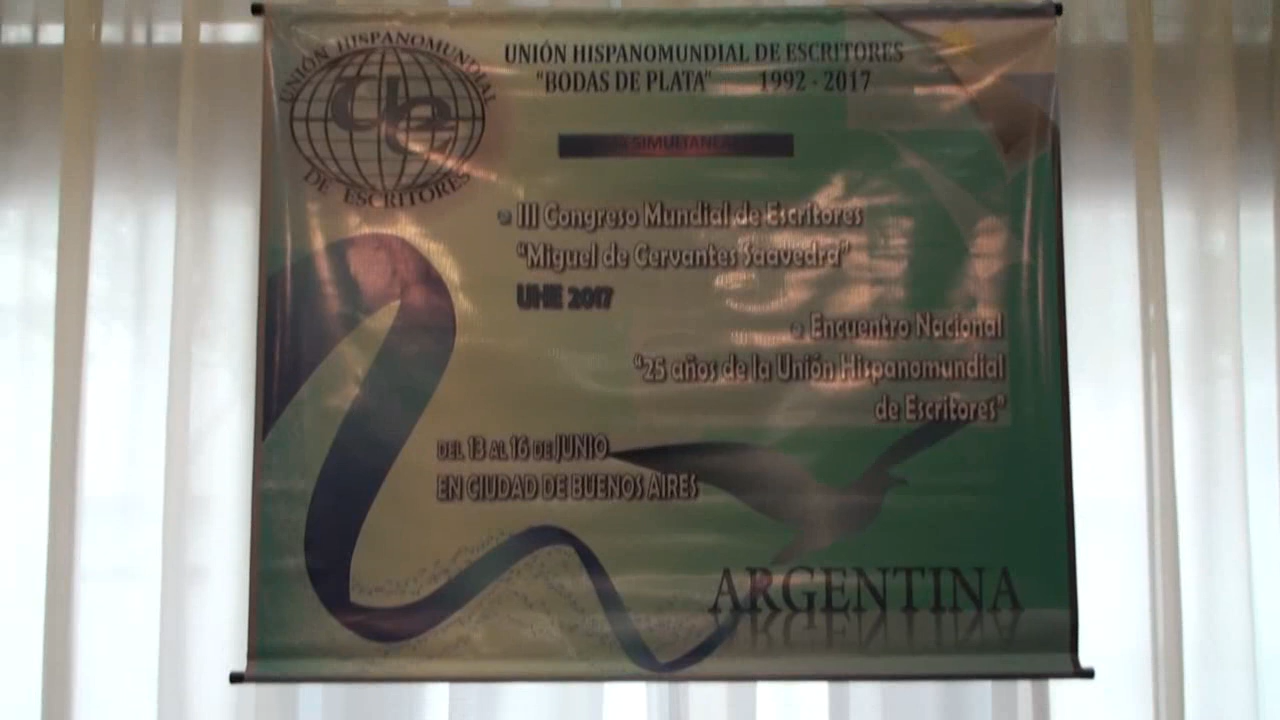 UNIÓN HISPANOMUNDIAL
DE ESCRITORES
UNIÓN HISPANOMUNDIAL DE ESCRITORES
"BODAS DE PLATA" 1992 - 2017
SIMULTANEAS
III Congreso Mundial de Escritores
"Miguel de Cervantes Saavedra"
UHE 2017
Encuentro Nacional
"25 años de la Unión Hispanomundial
de Escritores"
DEL 13 AL 16 DE JUNIO
EN CIUDAD DE BUENOS AIRES
ARGENTINA